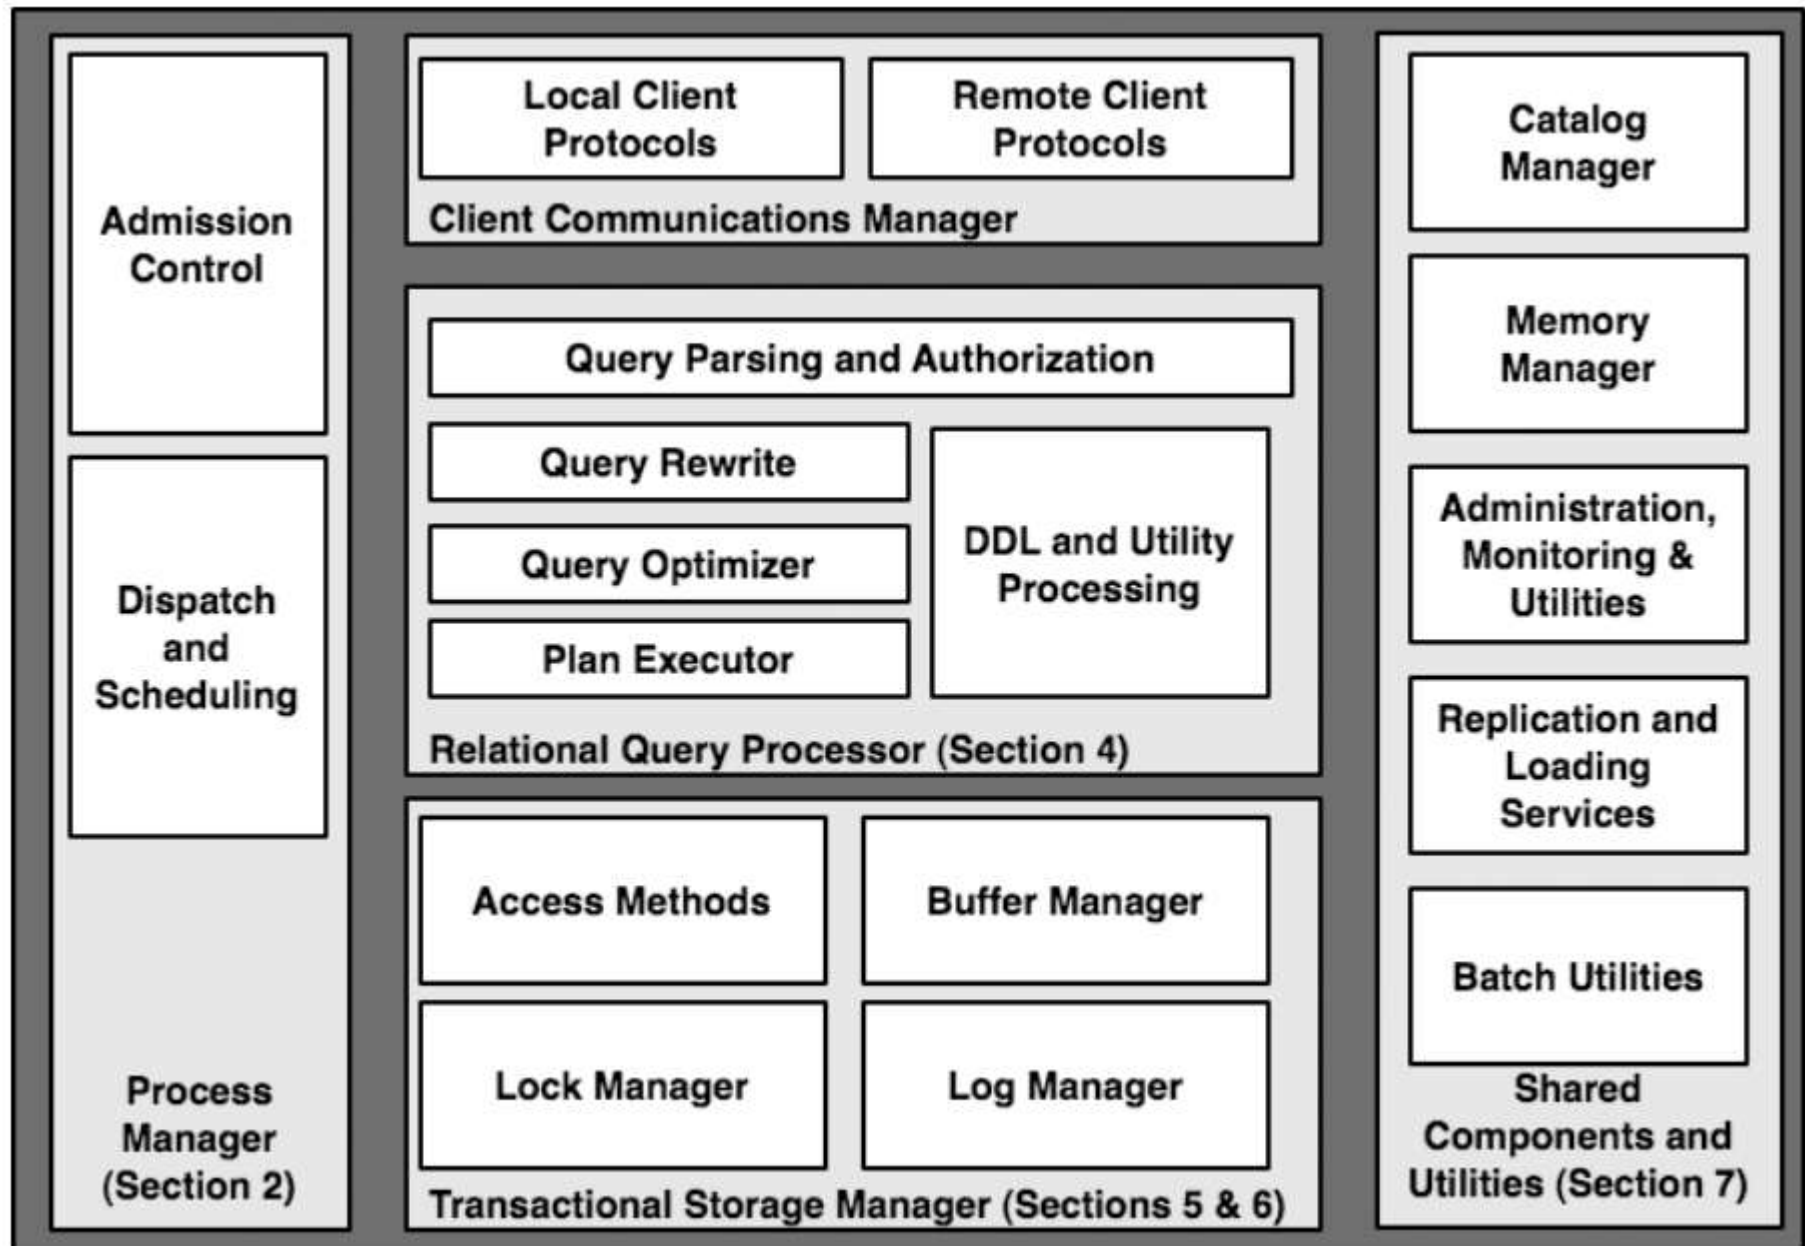 Admission
Control
Dispatch
and
Scheduling
Process
Manager
(Section 2)
Local Client
Protocols
Remote Client
Protocols
Client Communications Manager
Query Parsing and Authorization
Query Rewrite
Query Optimizer
Plan Executor
DDL and Utility
Processing
Relational Query Processor (Section 4)
Access Methods
Buffer Manager
Lock Manager
Log Manager
Transactional Storage Manager (Sections 5 & 6)
Catalog
Manager
Memory
Manager
Administration,
Monitoring &
Utilities
Replication and
Loading
Services
Batch Utilities
Shared
Components and
Utilities (Section 7)